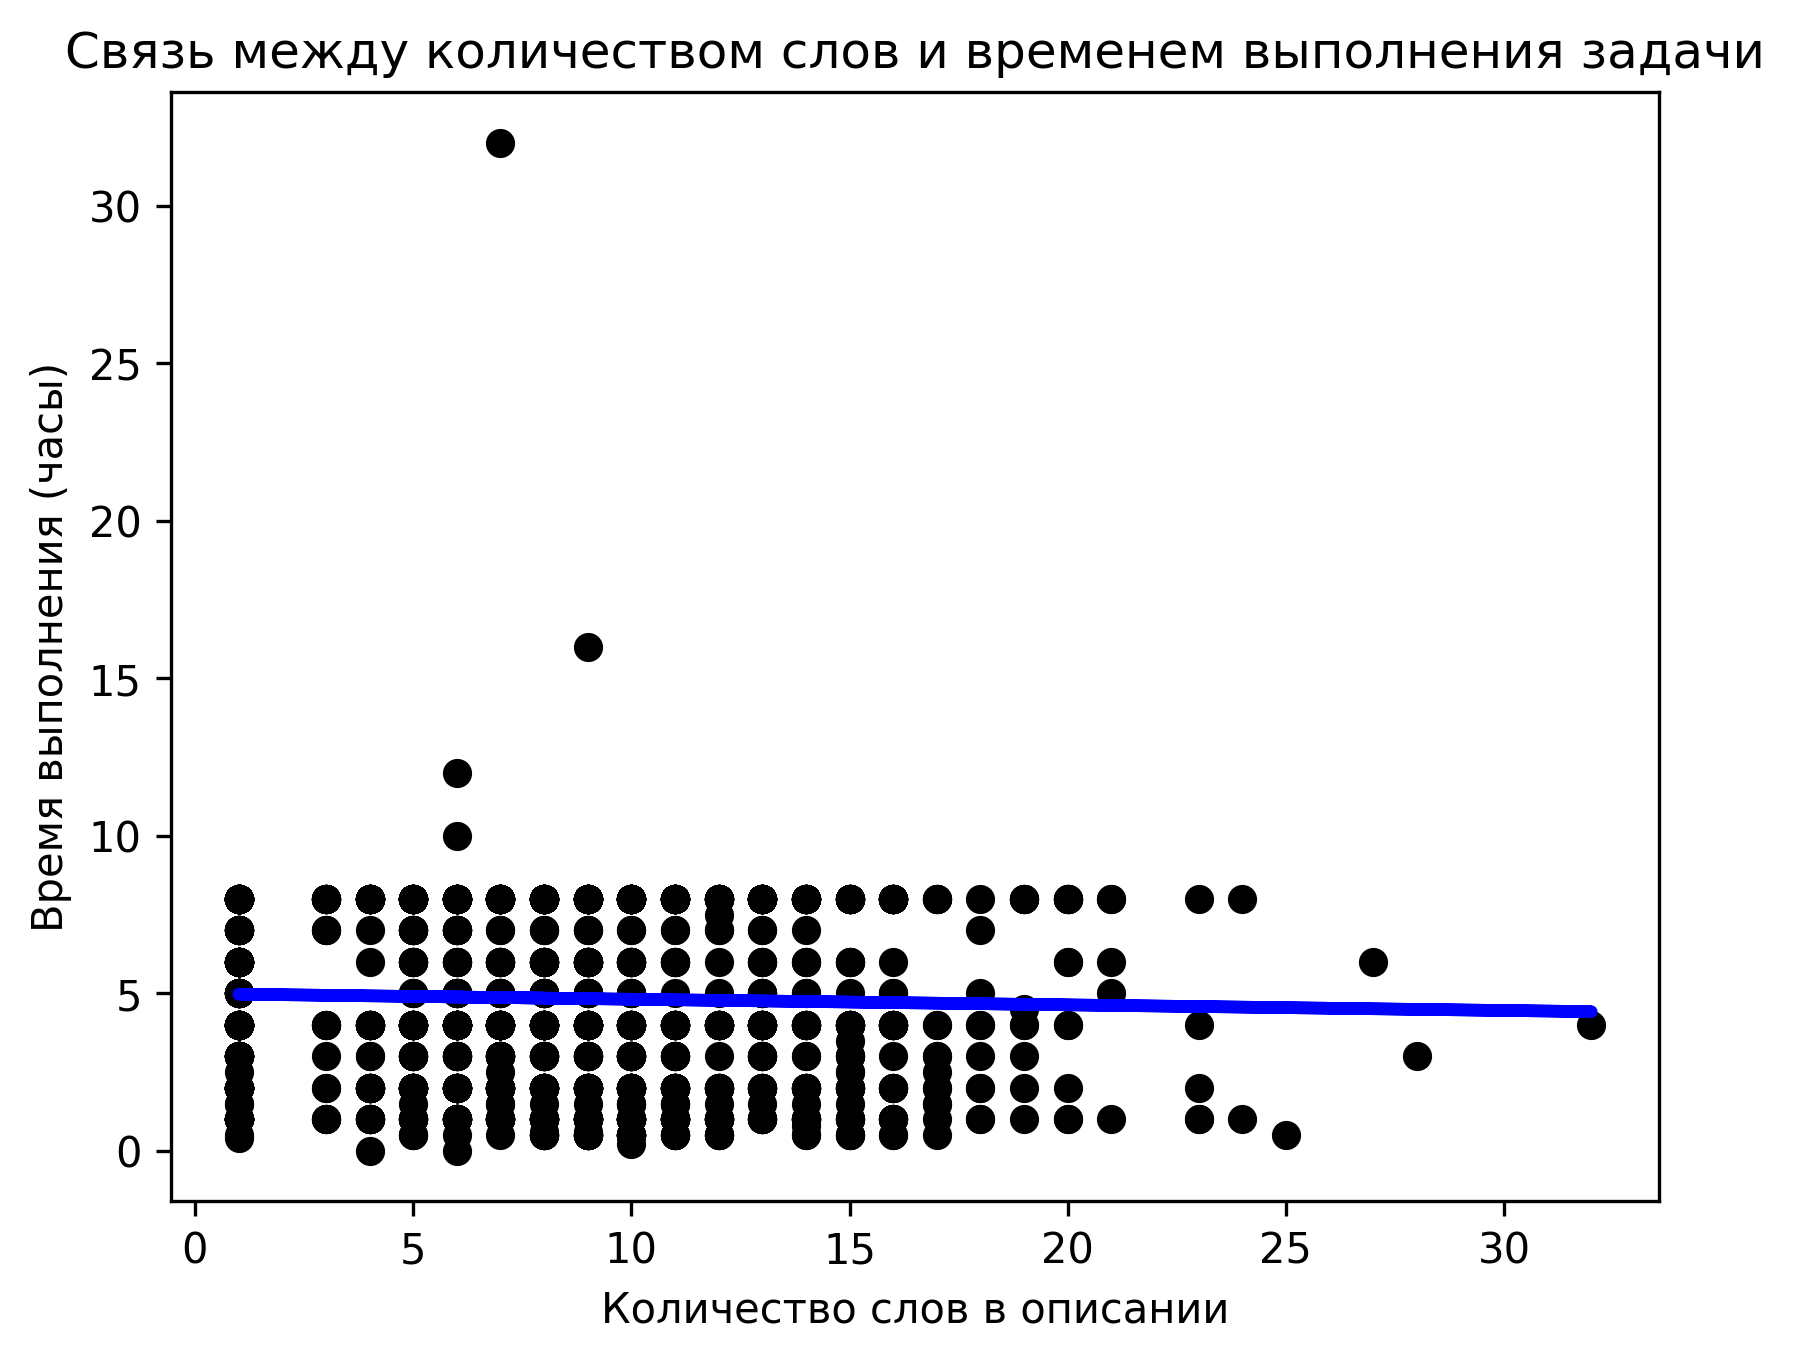 Связь между количеством слов и временем выполнения задачи
Время выполнения (часы)
30
25
20
15
10
5
0
0 5 10 15 20 25 30
Количество слов в описании